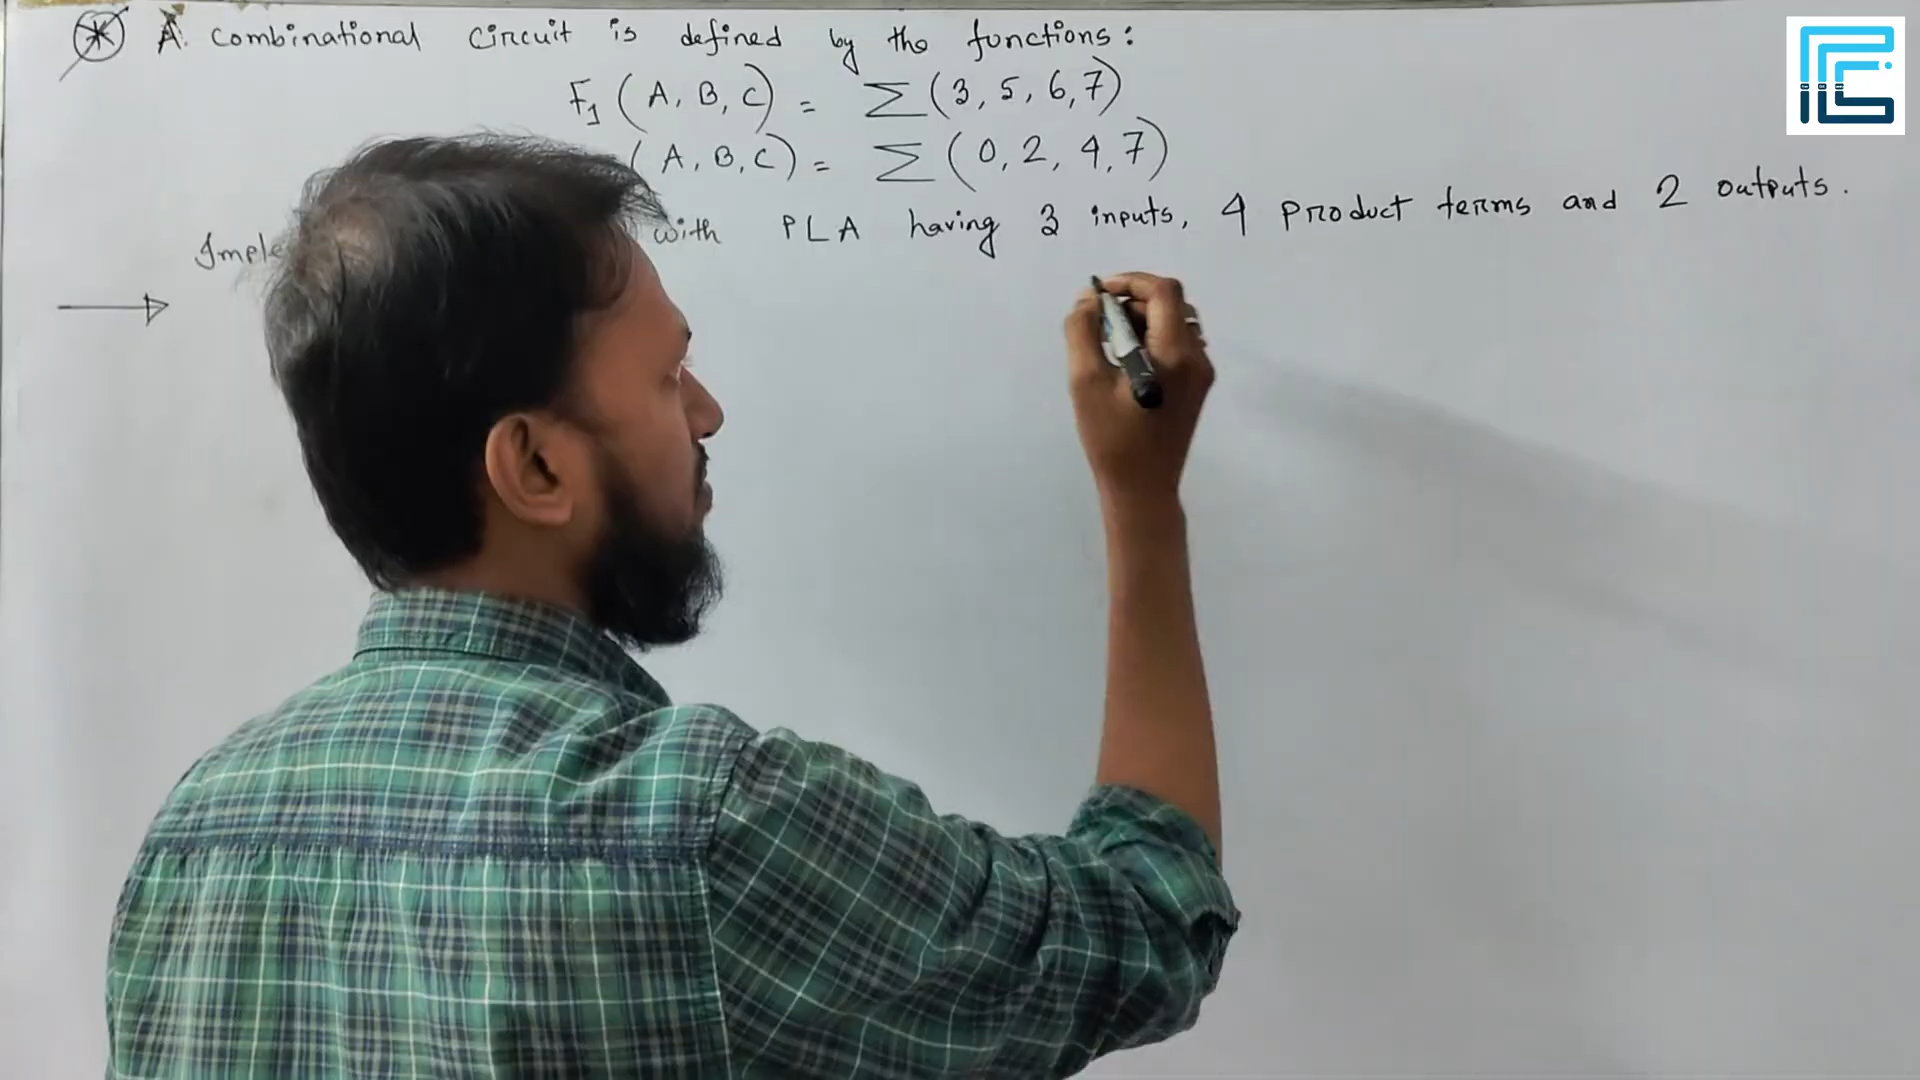 A combinational circuit is defined by the functions:
F1 (A, B, C) = Σ(3, 5, 6, 7)
(A, B, C) = Σ(0, 2, 4, 7)
Imple with PLA having 3 inputs, 4 product terms and 2 outputs.